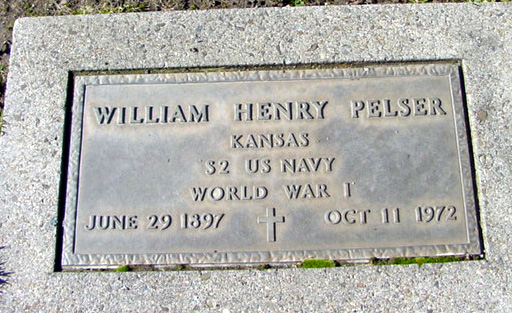 WILLIAM HENRY PELSER
KANSAS
S2 US NAVY
WORLD WAR I
JUNE 29 1897 OCT 11 1972